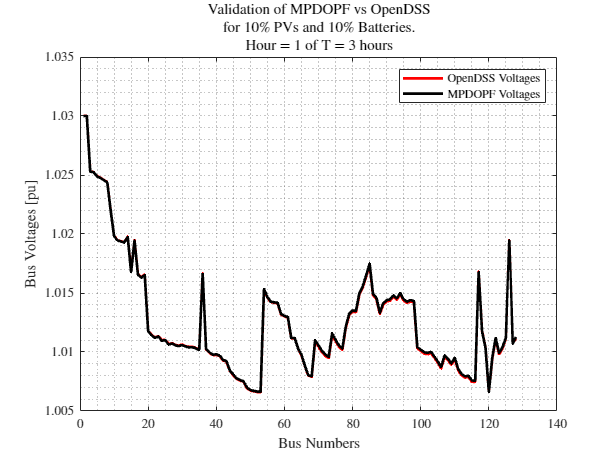 Validation of MPDOPF vs OpenDSS
for 10% PVs and 10% Batteries.
Hour = 1 of T = 3 hours
1.035
OpenDSS Voltages
MPDOPF Voltages
1.03
1.025
1.02
1.015
1.01
1.005
Bus Voltages [pu]
0 20 40 60 80 100 120 140
Bus Numbers